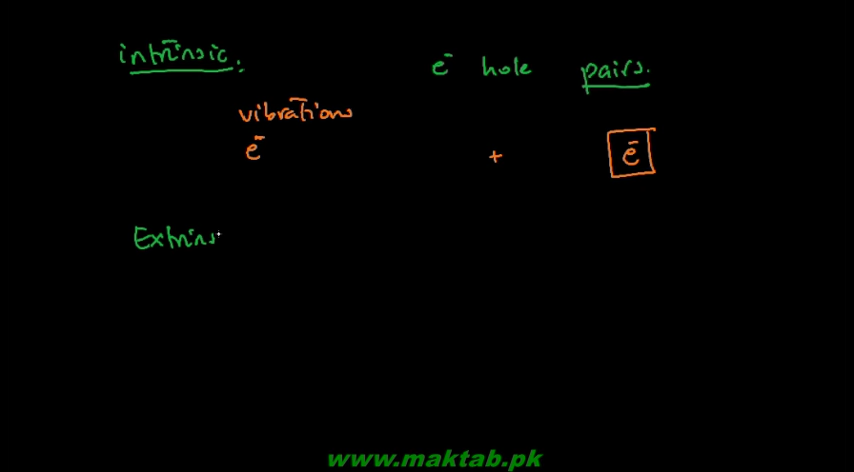 intrinsic. e⁻ hole pairs.
vibrations
e⁻ + e⁻
Extrins
www.maktab.pk